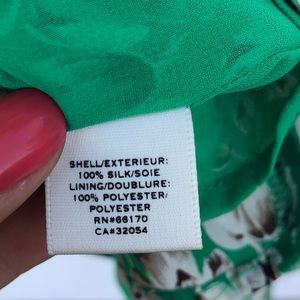 SHELL/EXTERIEUR:
100% SILK/SOIE
LINING/DOUBLURE:
100% POLYESTER/
POLYESTER
RN#66170
CA#32054